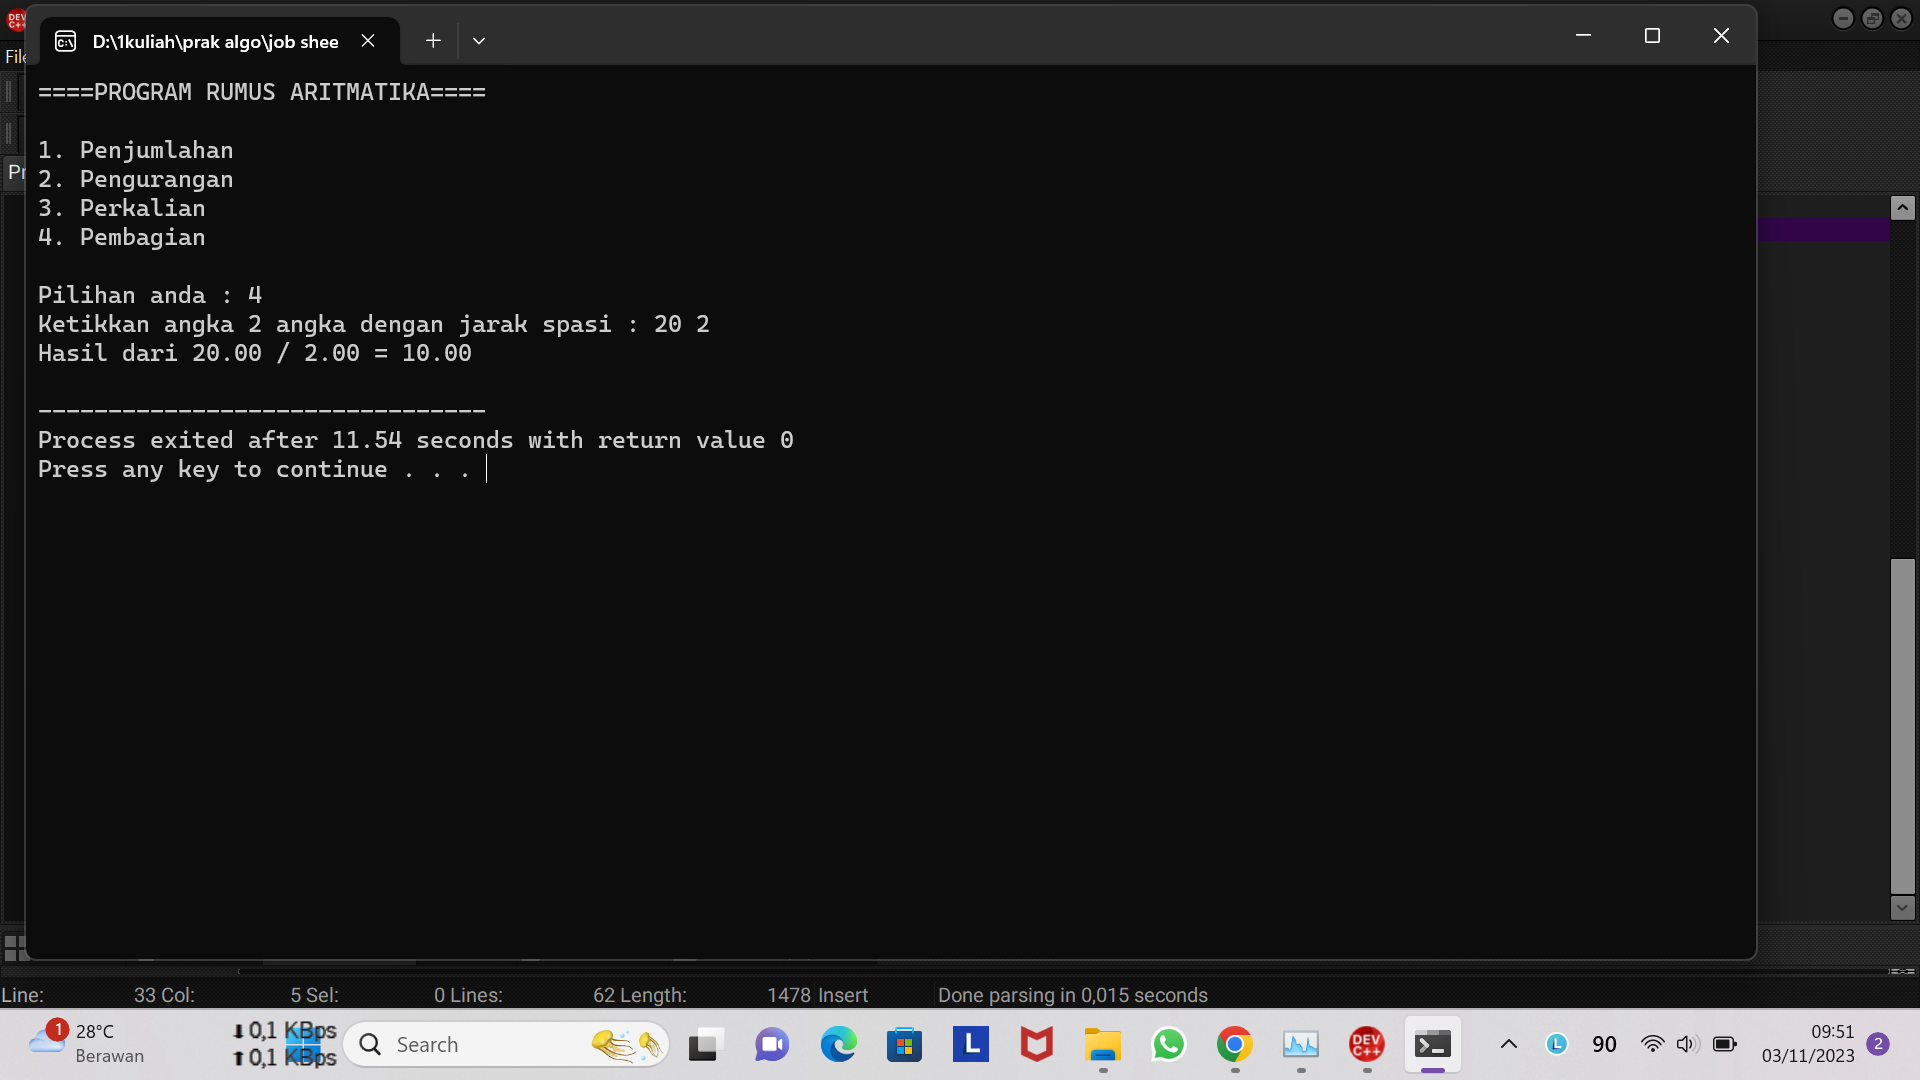 DEV C++
D:\1kuliah\prak algo\job shee
File
====PROGRAM RUMUS ARITMATIKA====
1. Penjumlahan
2. Pengurangan
3. Perkalian
4. Pembagian
Pilihan anda : 4
Ketikkan angka 2 angka dengan jarak spasi : 20 2
Hasil dari 20.00 / 2.00 = 10.00
--------------------------------
Process exited after 11.54 seconds with return value 0
Press any key to continue . . .
Line: 33 Col: 5 Sel: 0 Lines: 62 Length: 1478 Insert Done parsing in 0,015 seconds
1 28°C
Berawan
0,1 KBps
0,1 KBps
Search
L
DEV C++
L
90
09:51
03/11/2023
2